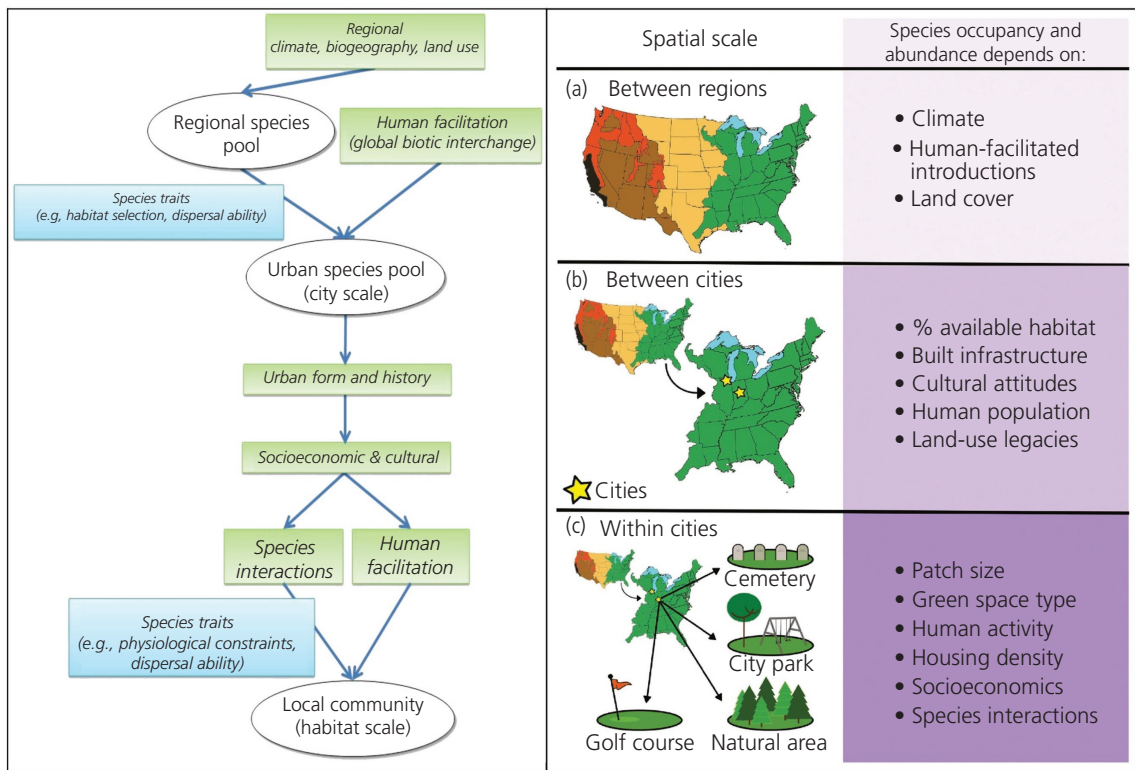 Regional
climate, biogeography, land use
Regional species
pool
Human facilitation
(global biotic interchange)
Species traits
(e.g, habitat selection, dispersal ability)
Urban species pool
(city scale)
Urban form and history
Socioeconomic & cultural
Species
interactions
Human
facilitation
Species traits
(e.g., physiological constraints,
dispersal ability)
Local community
(habitat scale)
Spatial scale
Species occupancy and
abundance depends on:
(a) Between regions
• Climate
• Human-facilitated
introductions
• Land cover
(b) Between cities
Cities
• % available habitat
• Built infrastructure
• Cultural attitudes
• Human population
• Land-use legacies
(c) Within cities
Cemetery
City park
Golf course
Natural area
• Patch size
• Green space type
• Human activity
• Housing density
• Socioeconomics
• Species interactions